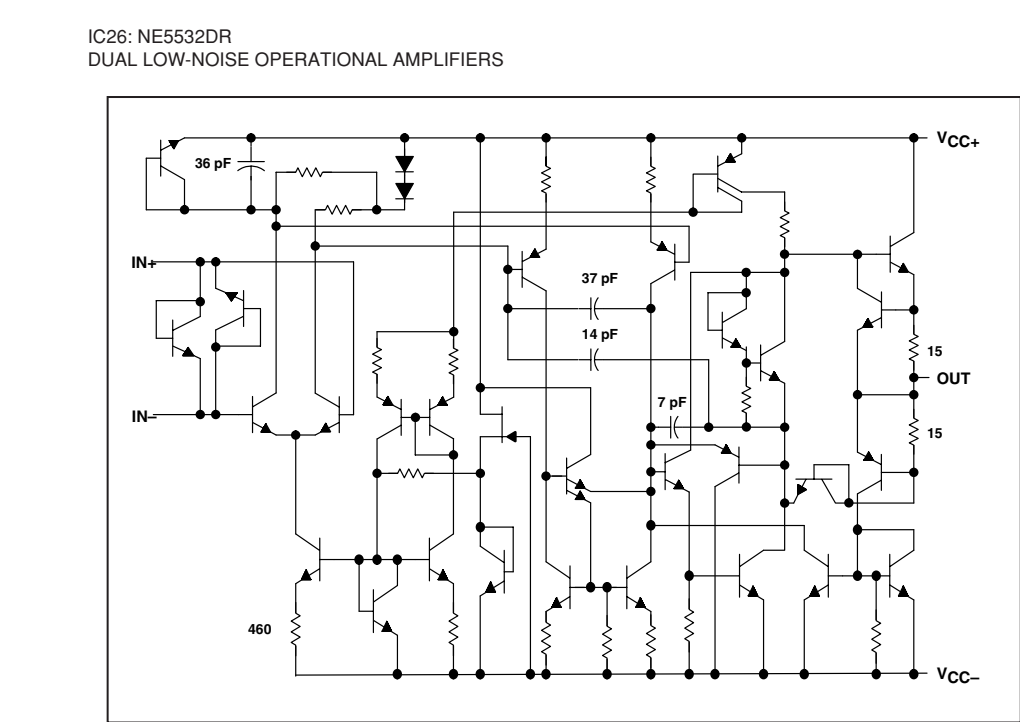 IC26: NE5532DR
DUAL LOW-NOISE OPERATIONAL AMPLIFIERS
VCC+
36 pF
IN+
37 pF
14 pF
15
OUT
7 pF
IN–
15
460
VCC–